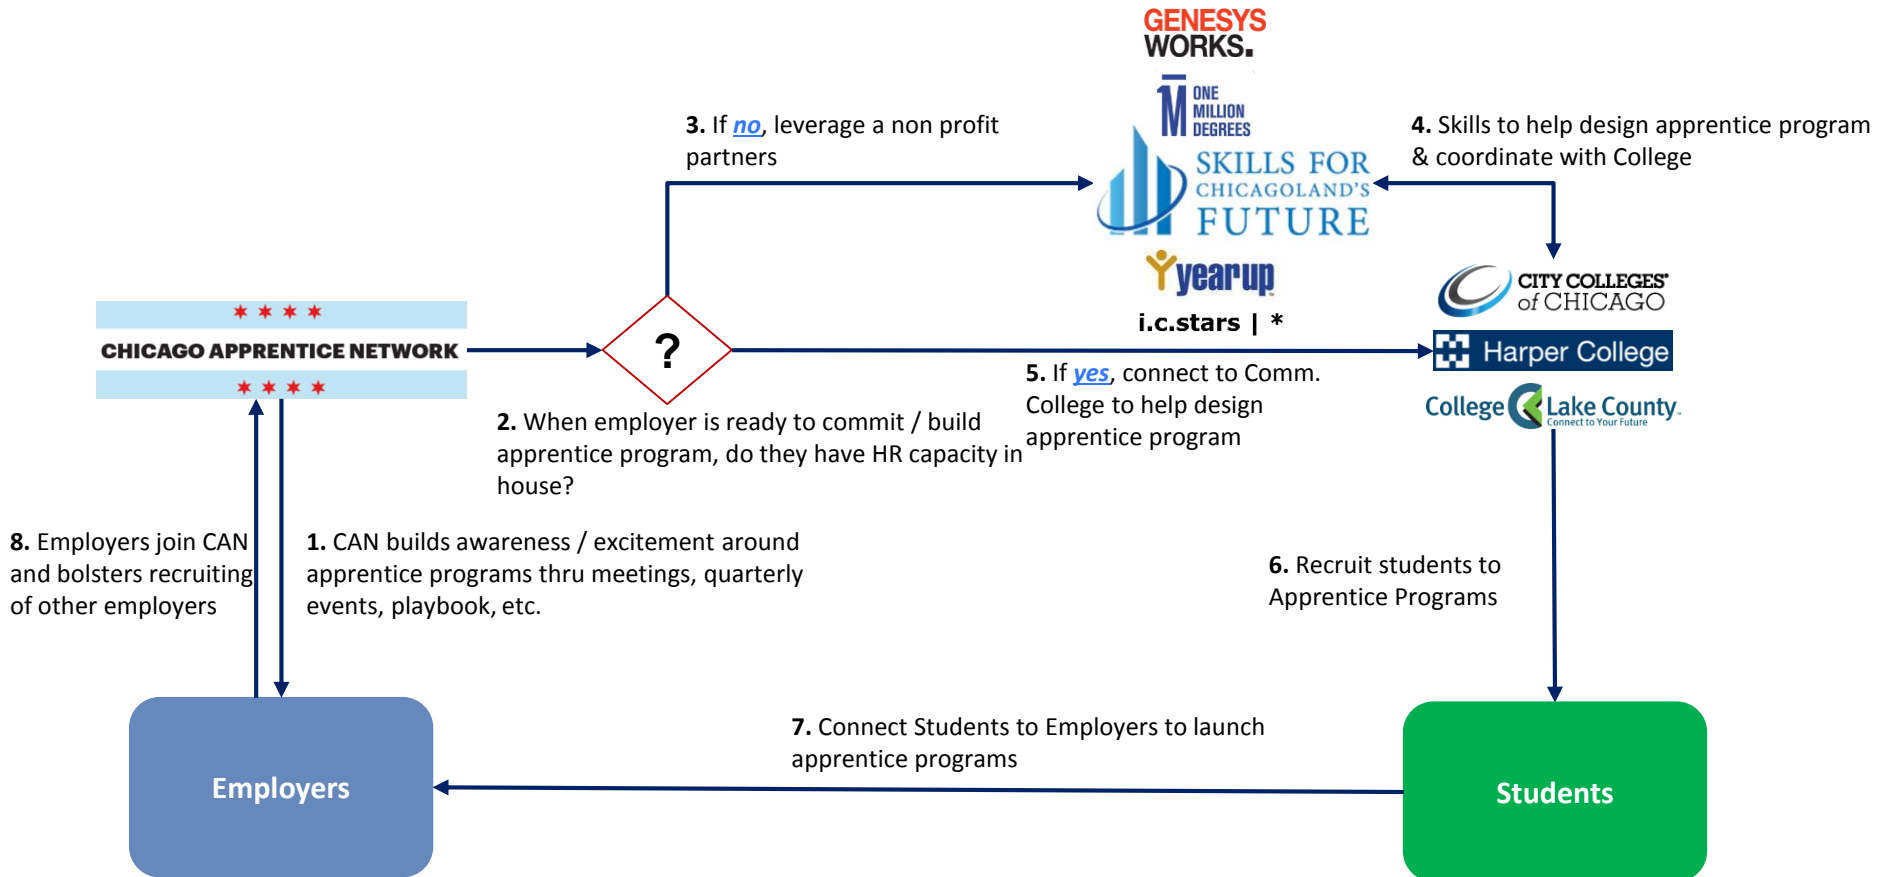 GENESYS
WORKS.
1M ONE
MILLION
DEGREES
3. If no, leverage a non profit
partners
4. Skills to help design apprentice program
& coordinate with College
SKILLS FOR
CHICAGOLAND'S
FUTURE
yearup
i.c.stars | *
CITY COLLEGES®
of CHICAGO
CHICAGO APPRENTICE NETWORK
?
Harper College
5. If yes, connect to Comm.
College to help design
apprentice program
College Lake County
Connect to Your Future
2. When employer is ready to commit / build
apprentice program, do they have HR capacity in
house?
8. Employers join CAN
and bolsters recruiting
of other employers
1. CAN builds awareness / excitement around
apprentice programs thru meetings, quarterly
events, playbook, etc.
6. Recruit students to
Apprentice Programs
7. Connect Students to Employers to launch
apprentice programs
Employers
Students